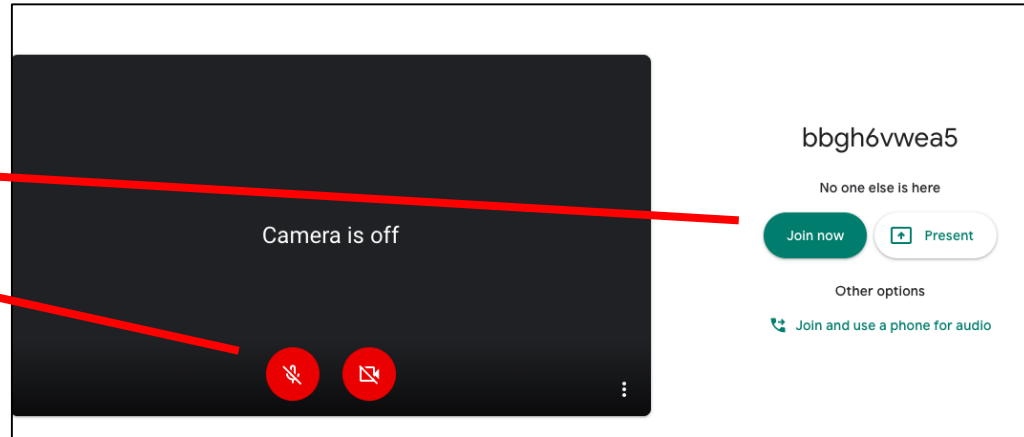 Camera is off
bbgh6vwea5
No one else is here
Join now
Present
Other options
Join and use a phone for audio